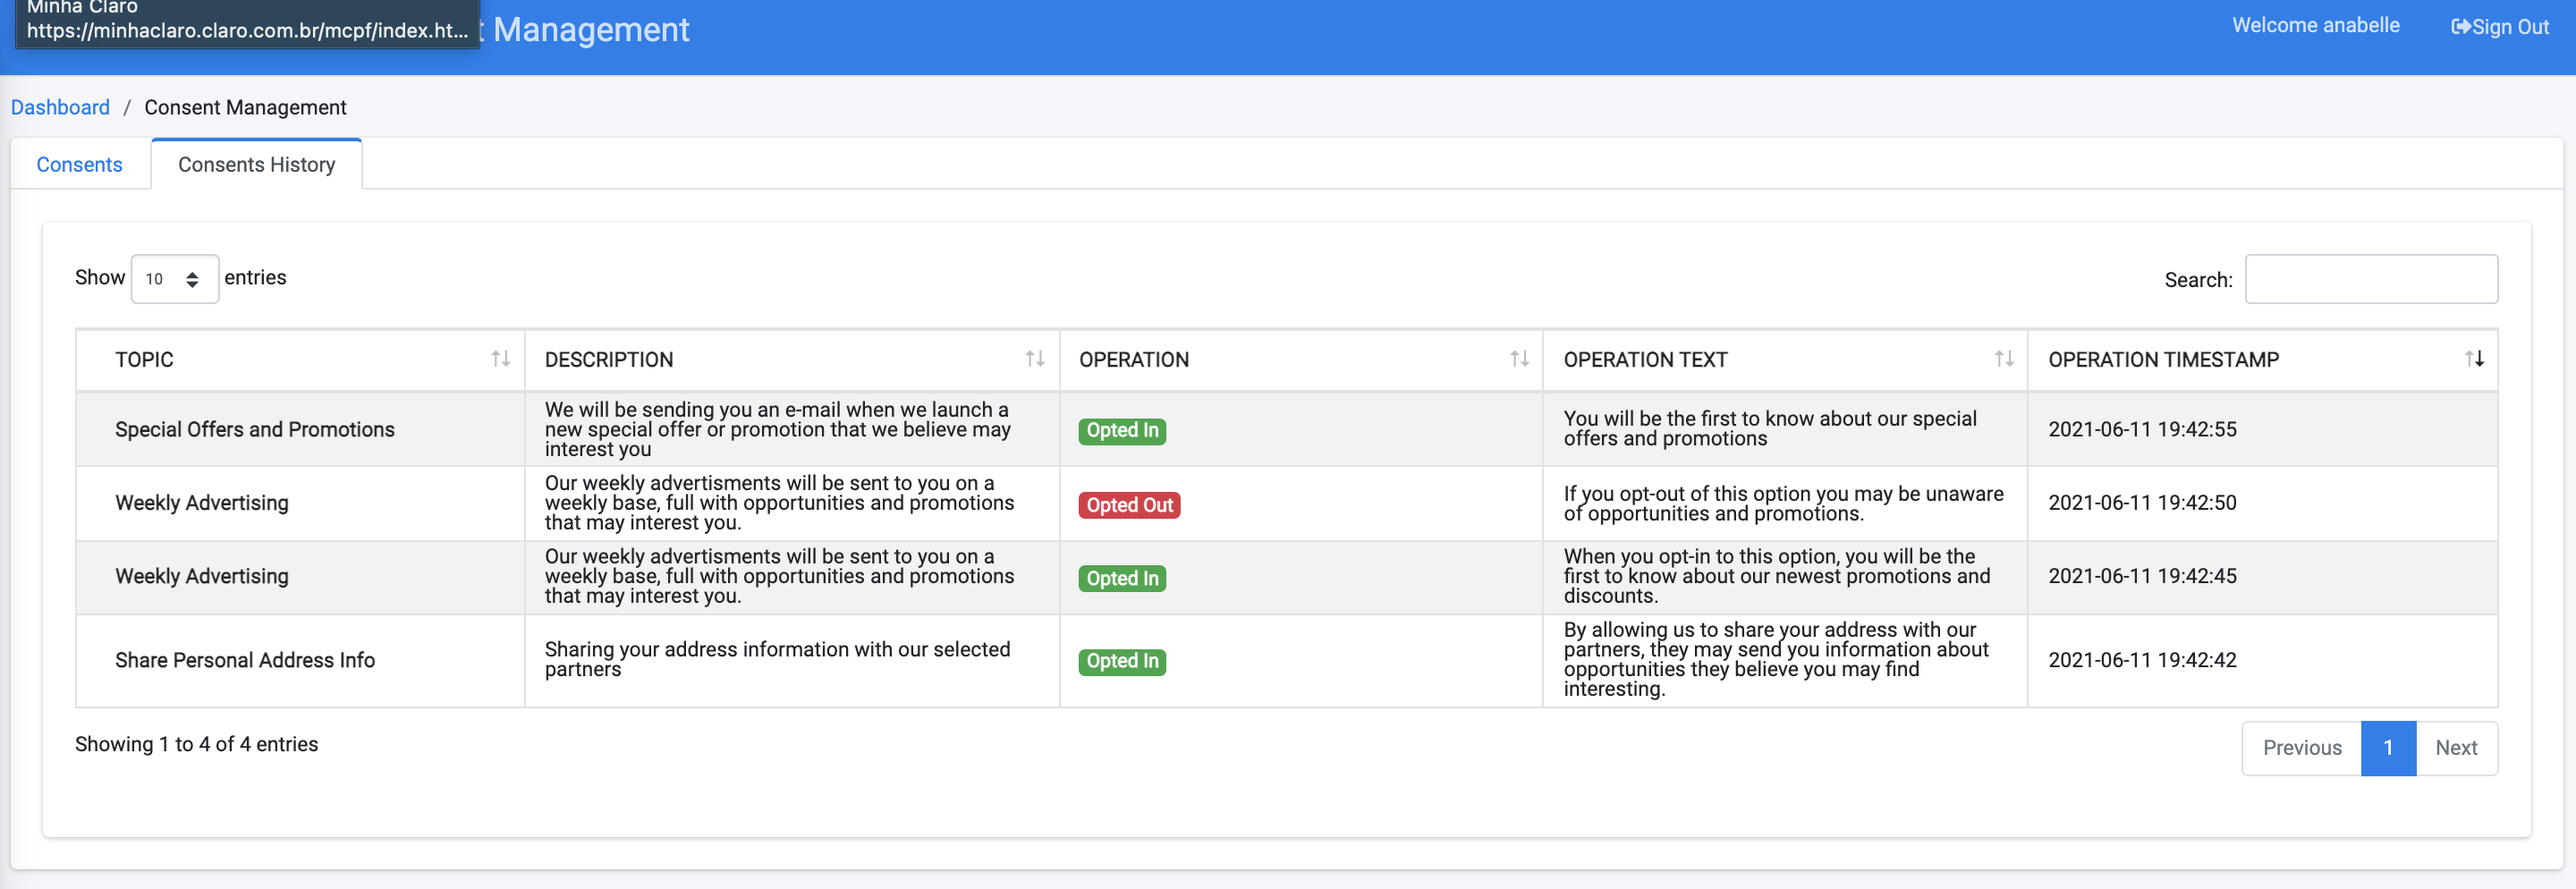 Minha Claro
https://minhaclaro.claro.com.br/mcpf/index.ht...
t Management
Welcome anabelle
Sign Out
Dashboard / Consent Management
Consents
Consents History
Show 10 entries
Search:
TOPIC
DESCRIPTION
OPERATION
OPERATION TEXT
OPERATION TIMESTAMP
Special Offers and Promotions
We will be sending you an e-mail when we launch a
new special offer or promotion that we believe may
interest you
Opted In
You will be the first to know about our special
offers and promotions
2021-06-11 19:42:55
Weekly Advertising
Our weekly advertisments will be sent to you on a
weekly base, full with opportunities and promotions
that may interest you.
Opted Out
If you opt-out of this option you may be unaware
of opportunities and promotions.
2021-06-11 19:42:50
Weekly Advertising
Our weekly advertisments will be sent to you on a
weekly base, full with opportunities and promotions
that may interest you.
Opted In
When you opt-in to this option, you will be the
first to know about our newest promotions and
discounts.
2021-06-11 19:42:45
Share Personal Address Info
Sharing your address information with our selected
partners
Opted In
By allowing us to share your address with our
partners, they may send you information about
opportunities they believe you may find
interesting.
2021-06-11 19:42:42
Showing 1 to 4 of 4 entries
Previous
1
Next